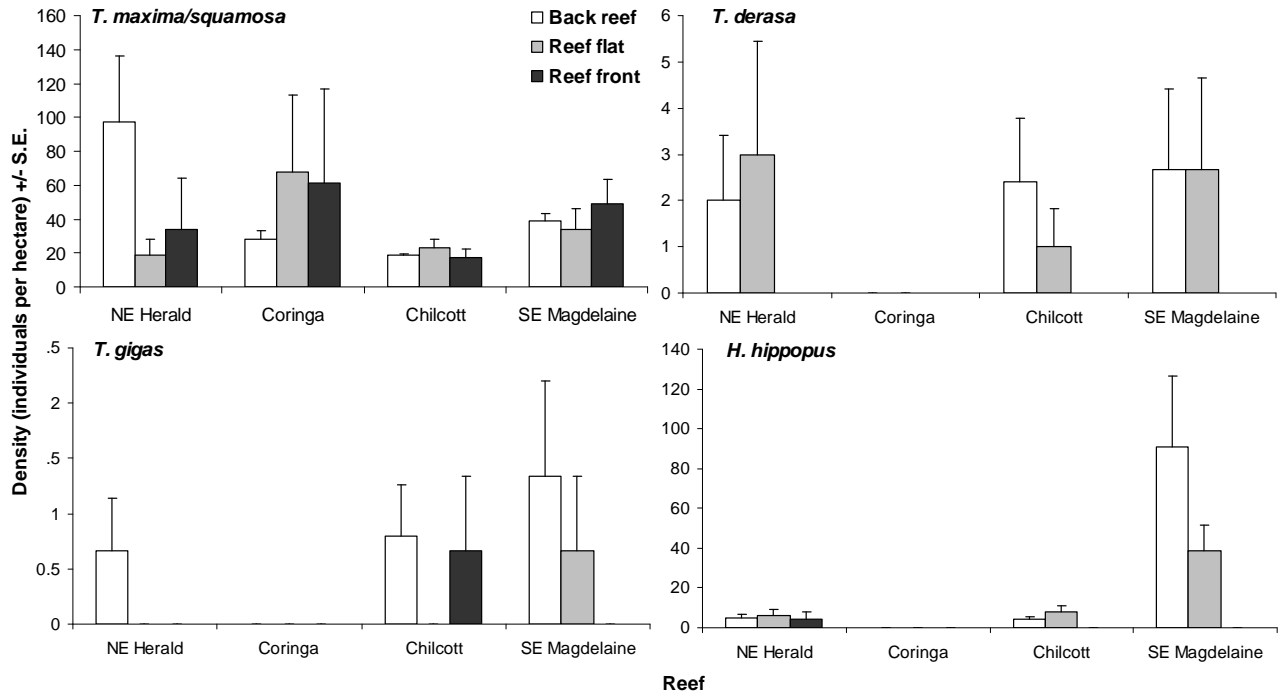 T. maxima/squamosa
Back reef
Reef flat
Reef front
160
140
120
100
80
60
40
20
0
NE Herald Coringa Chilcott SE Magdelaine
T. derasa
6
5
4
3
2
1
0
NE Herald Coringa Chilcott SE Magdelaine
Density (individuals per hectare) +/- S.E.
T. gigas
.5
2
.5
1
0.5
0
NE Herald Coringa Chilcott SE Magdelaine
H. hippopus
140
120
100
80
60
40
20
0
NE Herald Coringa Chilcott SE Magdelaine
Reef